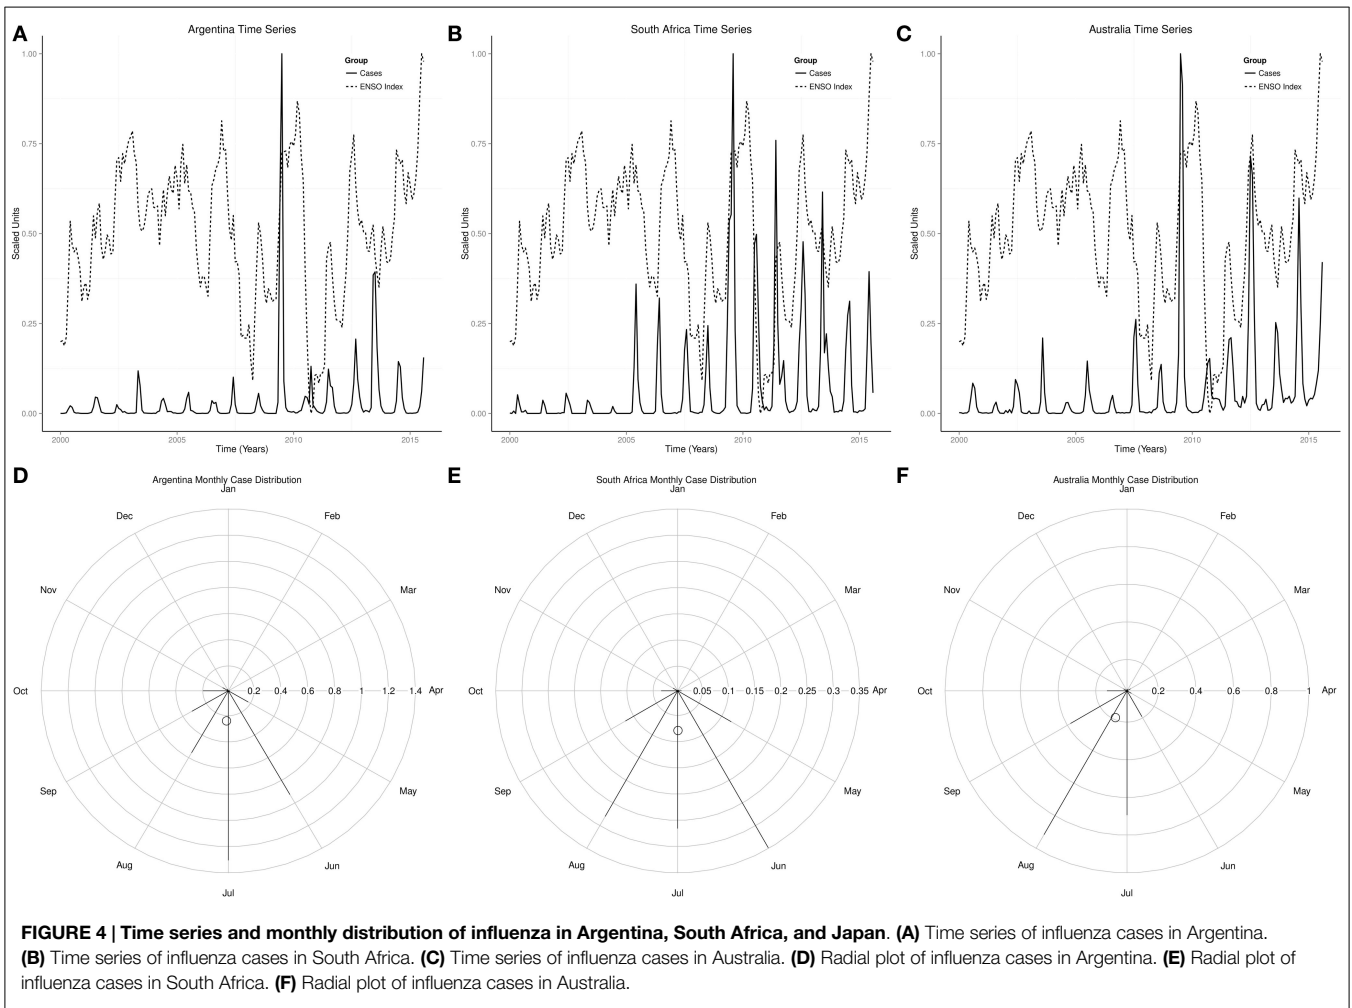 A
Argentina Time Series
Group
Cases
ENSO Index
1.00
0.75
0.50
0.25
0.00
Scaled Units
2000 2005 2010 2015
Time (Years)
B
South Africa Time Series
Group
Cases
ENSO Index
1.00
0.75
0.50
0.25
0.00
Scaled Units
2000 2005 2010 2015
Time (Years)
C
Australia Time Series
Group
Cases
ENSO Index
1.00
0.75
0.50
0.25
0.00
Scaled Units
2000 2005 2010 2015
Time (Years)
D
Argentina Monthly Case Distribution
Jan
Dec Feb
Nov Mar
Oct 0.2 0.4 0.6 0.8 1 1.2 1.4 Apr
Sep May
Aug Jun
Jul
E
South Africa Monthly Case Distribution
Jan
Dec Feb
Nov Mar
Oct 0.05 0.1 0.15 0.2 0.25 0.3 0.35 Apr
Sep May
Aug Jun
Jul
F
Australia Monthly Case Distribution
Jan
Dec Feb
Nov Mar
Oct 0.2 0.4 0.6 0.8 1 Apr
Sep May
Aug Jun
Jul
FIGURE 4 | Time series and monthly distribution of influenza in Argentina, South Africa, and Japan. (A) Time series of influenza cases in Argentina.
(B) Time series of influenza cases in South Africa. (C) Time series of influenza cases in Australia. (D) Radial plot of influenza cases in Argentina. (E) Radial plot of
influenza cases in South Africa. (F) Radial plot of influenza cases in Australia.